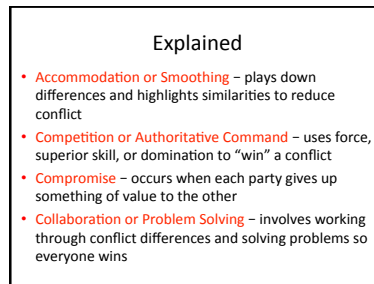 Explained
• Accommodation or Smoothing – plays down
differences and highlights similarities to reduce
conflict
• Competition or Authoritative Command – uses force,
superior skill, or domination to “win” a conflict
• Compromise – occurs when each party gives up
something of value to the other
• Collaboration or Problem Solving – involves working
through conflict differences and solving problems so
everyone wins